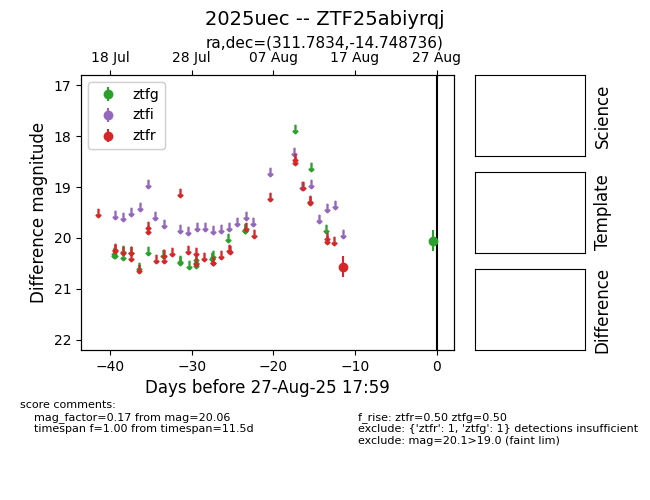 2025uec -- ZTF25abiyrqj
ra,dec=(311.7834,-14.748736)
18 Jul 28 Jul 07 Aug 17 Aug 27 Aug
ztfg
ztfi
ztfr
17
18
19
20
21
22
Difference magnitude
−40 −30 −20 −10 0
Days before 27-Aug-25 17:59
Science
Template
Difference
score comments:
mag_factor=0.17 from mag=20.06
timespan f=1.00 from timespan=11.5d
f_rise: ztfr=0.50 ztfg=0.50
exclude: {'ztfr': 1, 'ztfg': 1} detections insufficient
exclude: mag=20.1>19.0 (faint lim)